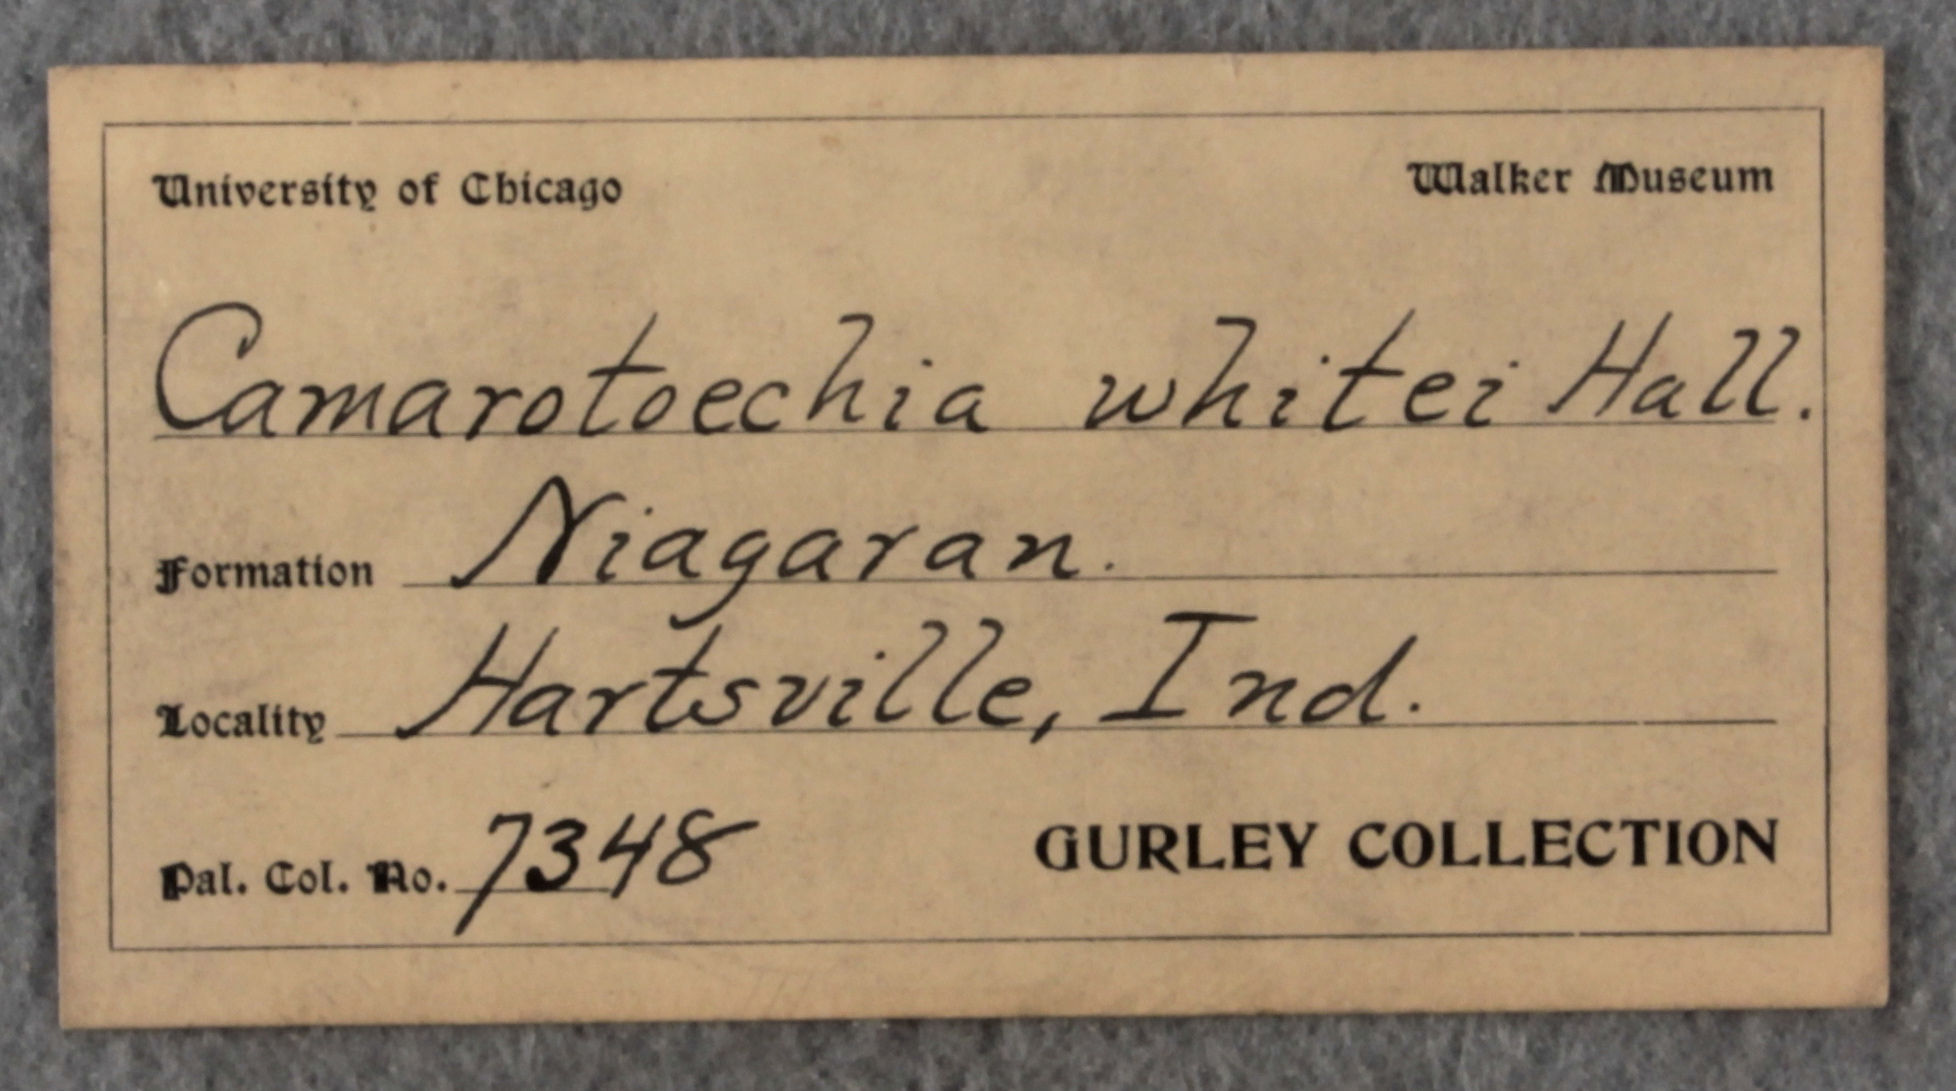 University of Chicago Walker Museum
Camarotoechia whitei Hall.
Formation Niagaran.
Locality Hartsville, Ind.
Pal. Col. No. 7348 GURLEY COLLECTION